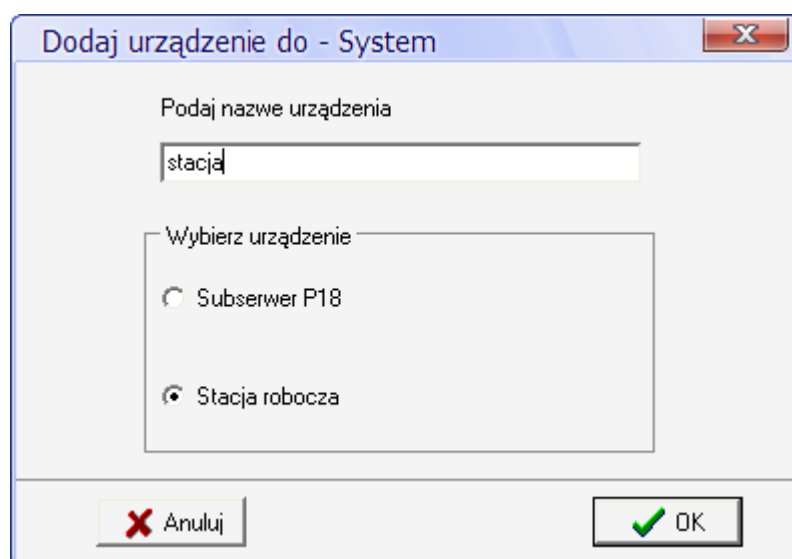 Dodaj urządzenie do - System
Podaj nazwe urządzenia
stacja
Wybierz urządzenie
Subserwer P18
Stacja robocza
Anuluj
OK